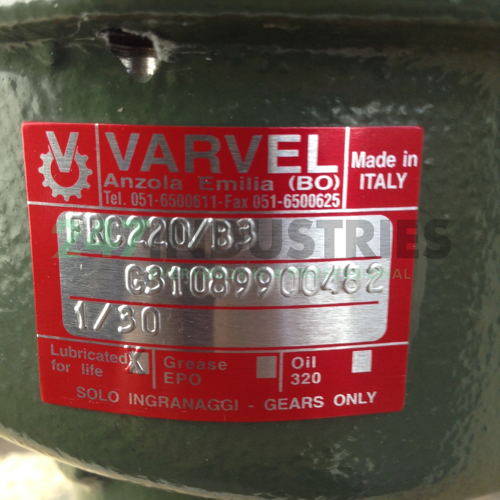 V VARVEL
Anzola Emilia (BO)
Tel. 051-6500611-Fax 051-6500625
Made in
ITALY
FRC220/B3
G31089900482
1/30
Lubricated X
for life
Grease
EPO
Oil
320
SOLO INGRANAGGI - GEARS ONLY
INDUSTRIES